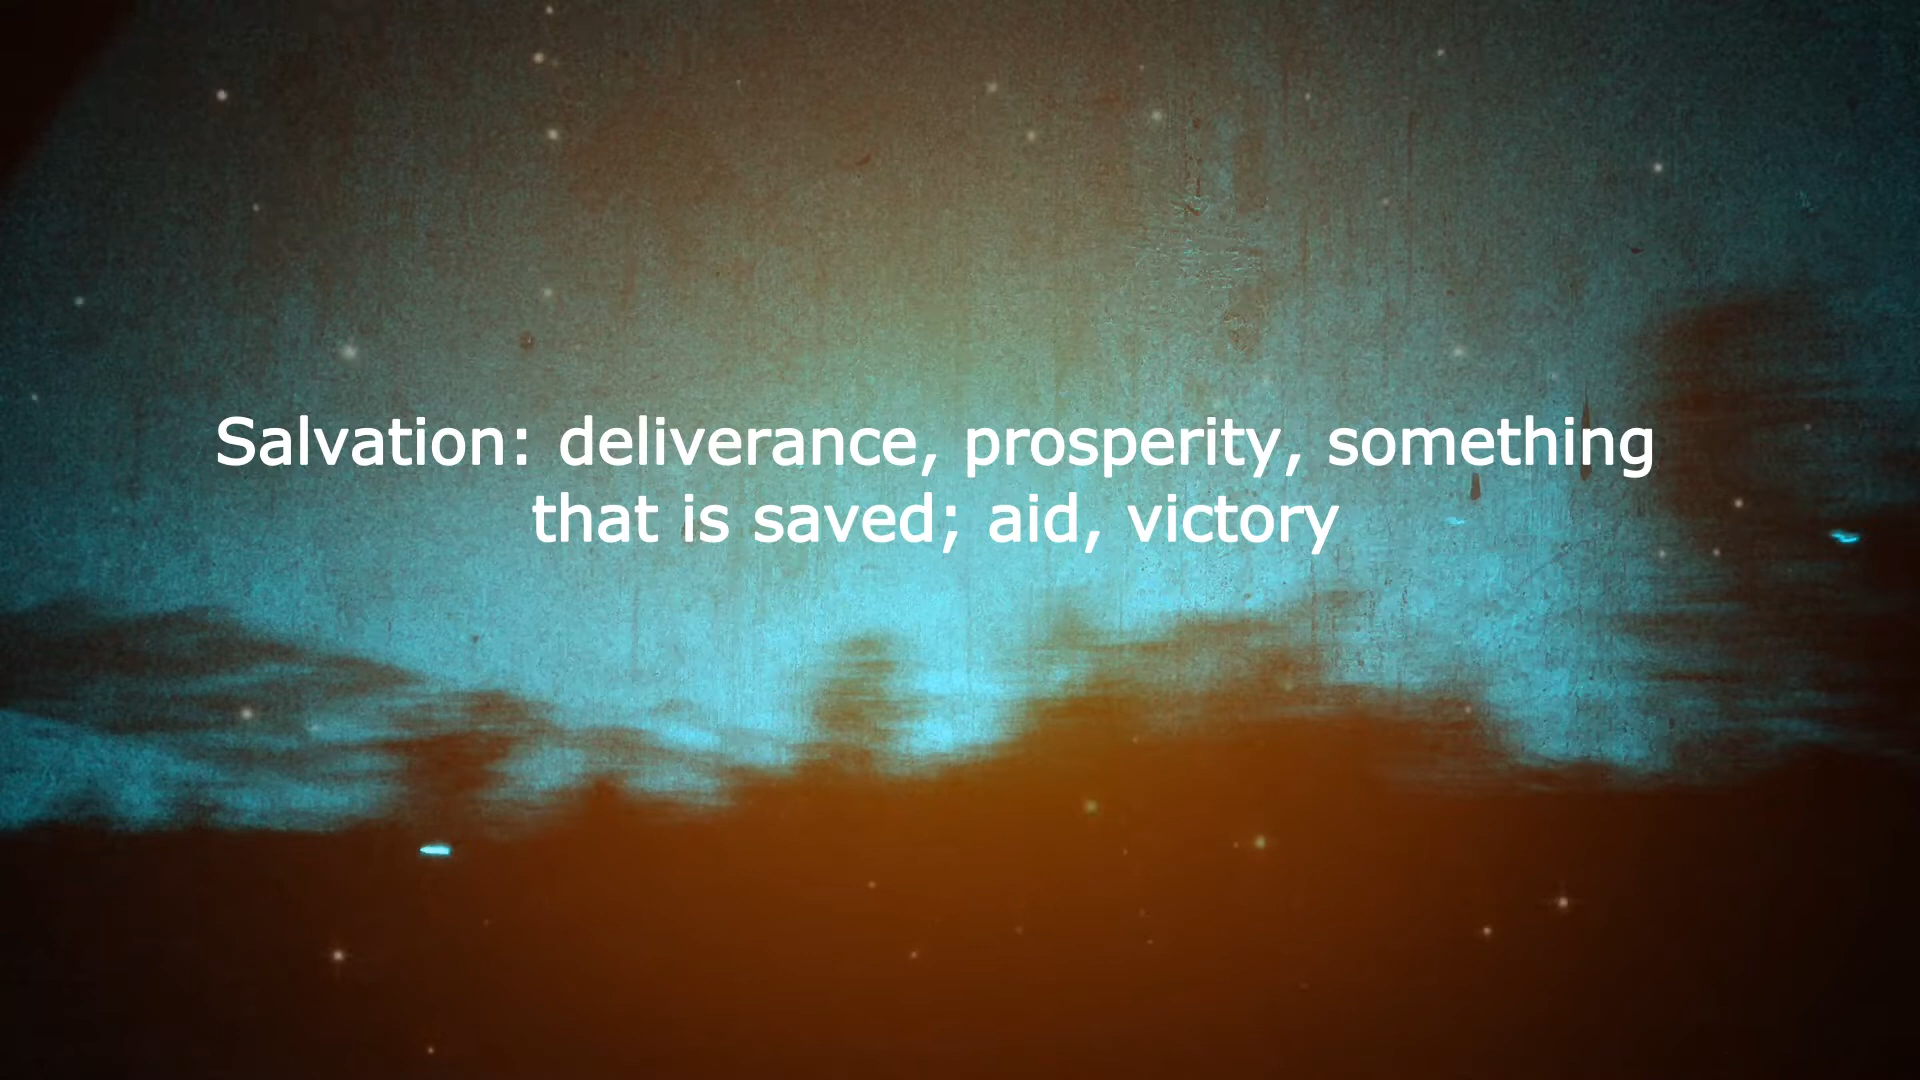 Salvation: deliverance, prosperity, something
that is saved; aid, victory